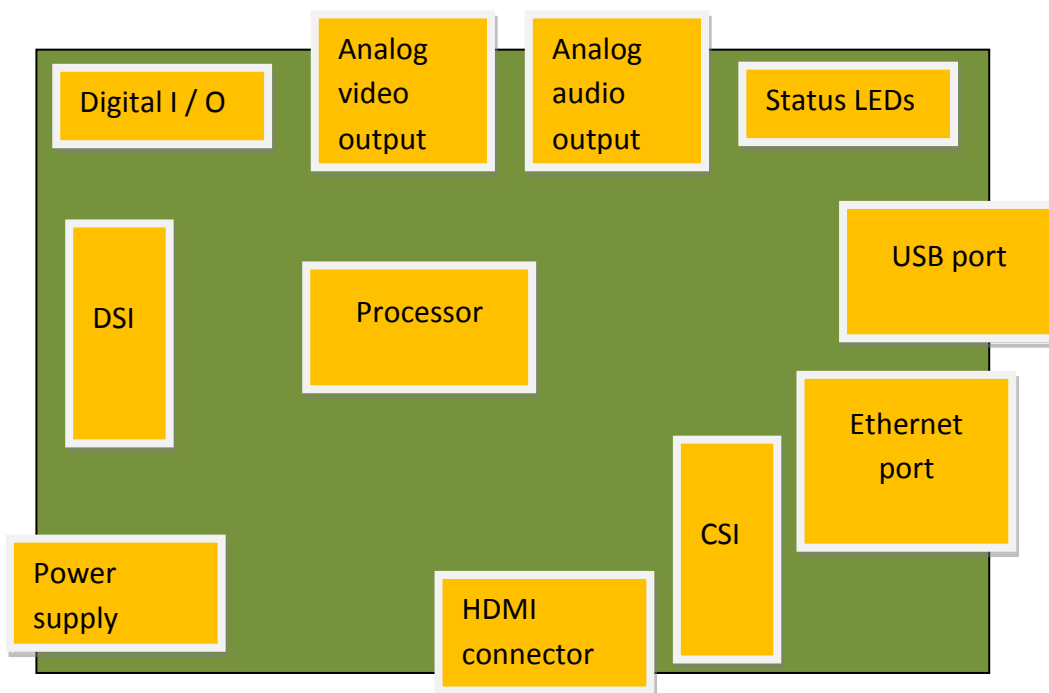 Digital I / O
Analog
video
output
Analog
audio
output
Status LEDs
USB port
DSI
Processor
Ethernet
port
CSI
Power
supply
HDMI
connector